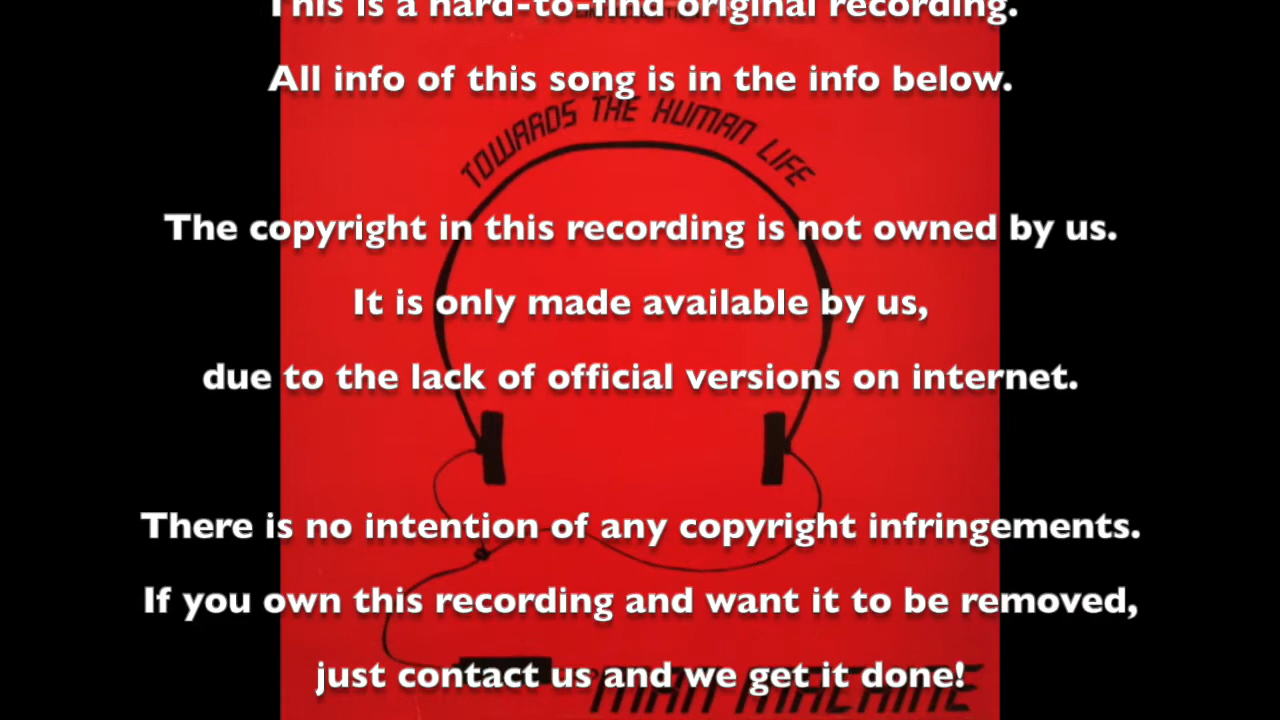 This is a hard-to-find original recording.
All info of this song is in the info below.
TOWARDS THE HUMAN LIFE
The copyright in this recording is not owned by us.
It is only made available by us,
due to the lack of official versions on internet.
There is no intention of any copyright infringements.
If you own this recording and want it to be removed,
just contact us and we get it done!
MAN MACHINE